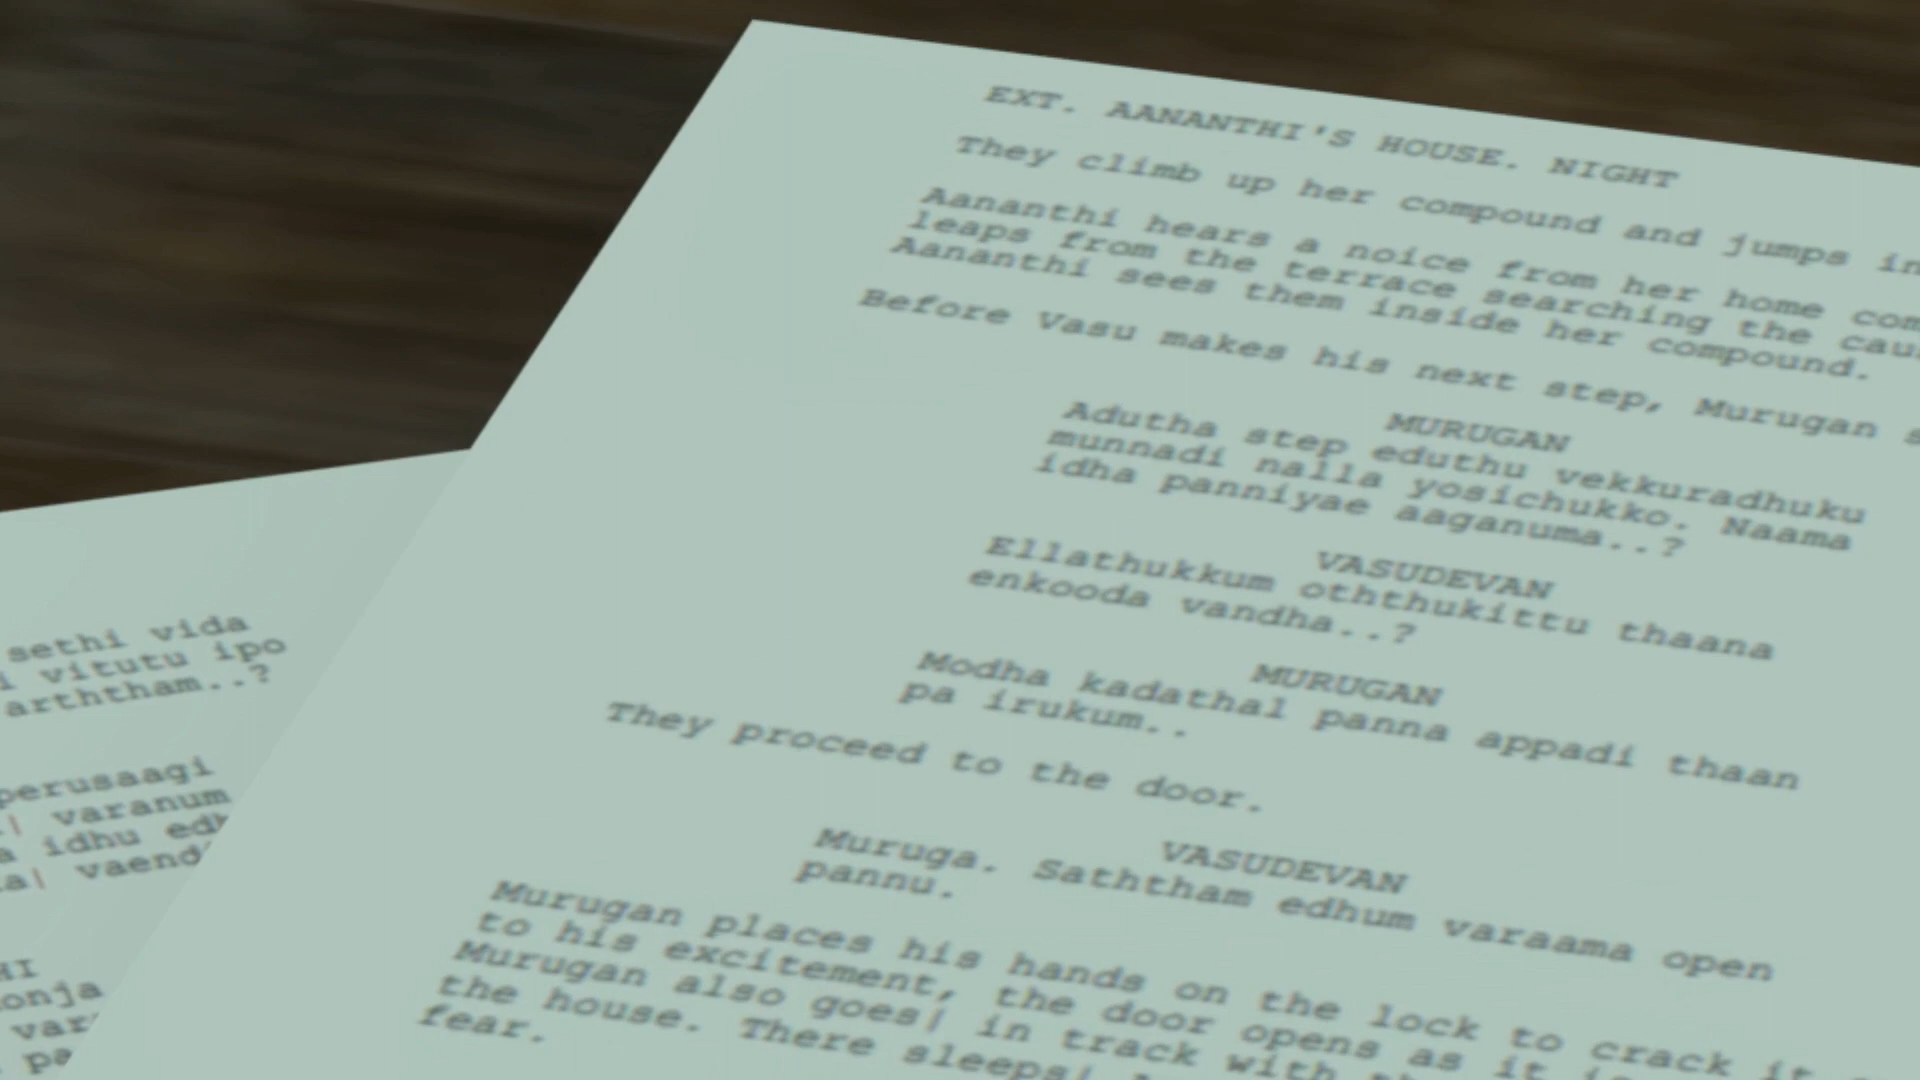 EXT. AANANTHI'S HOUSE. NIGHT
They climb up her compound and jumps
Aananthi hears a noice from her home
leaps from the terrace searching the
Aananthi sees them inside her compound.
Before Vasu makes his next step, Murugan
MURUGAN
Adutha step eduthu vekkuradhuku
munnadi nalla yosichukko. Naama
idha panniyae aaganuma..?
VASUDEVAN
Ellathukkum oththukittu thaana
enkooda vandha..?
MURUGAN
Modha kadathal panna appadi thaan
pa irukum..
They proceed to the door.
VASUDEVAN
Muruga. Saththam edhum varaama open
pannu.
Murugan places his hands on the lock to crack it
to his excitement, the door opens as it
Murugan also goes| in track with
the house. There sleeps|
fear.
sethi vida
vitutu ipo
arththam..?
perusaagi
varanum
idhu